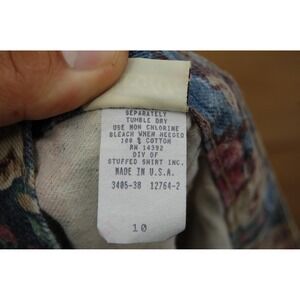 SEPARATELY
TUMBLE DRY
USE NON CHLORINE
BLEACH WHEN NEEDED
100 % COTTON
RN 14392
DIV OF
STUFFED SHIRT INC.
MADE IN U.S.A.
3405-38 12764-2
10